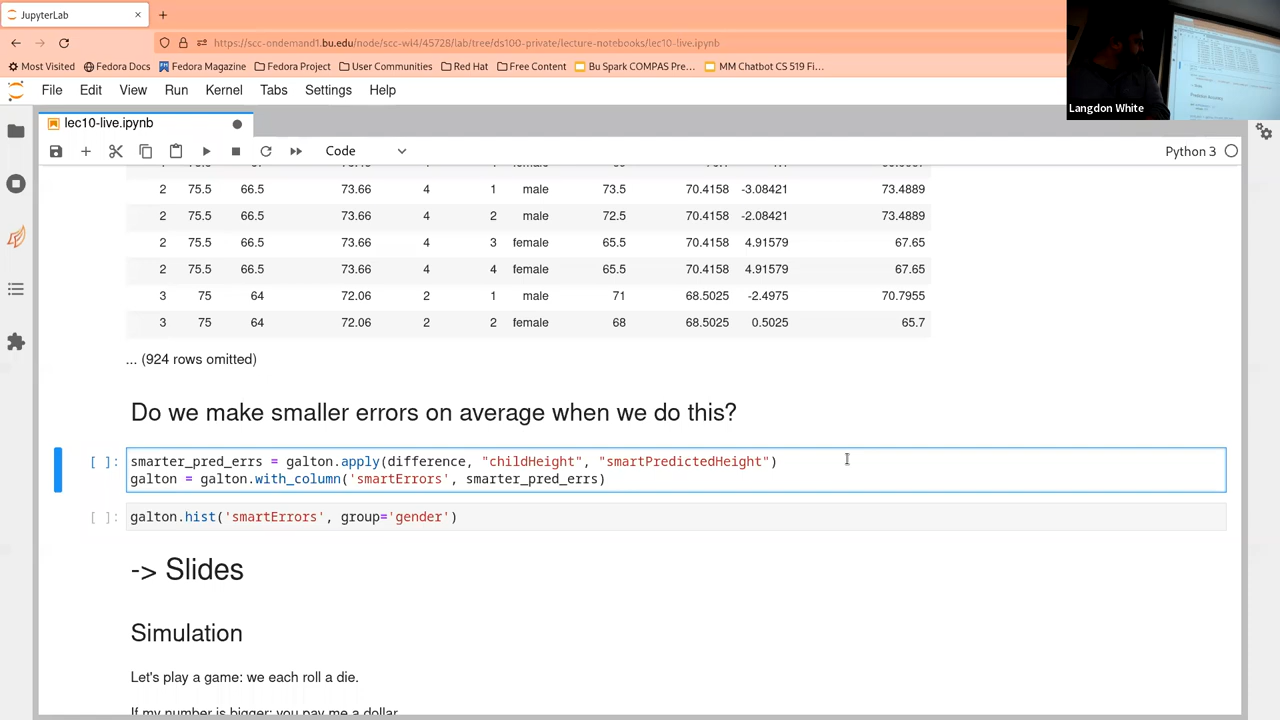 JupyterLab
https://scc-ondemand1.bu.edu/node/scc-wi4/45728/lab/tree/ds100-private/lecture-notebooks/lec10-live.ipynb
Most Visited Fedora Docs Fedora Magazine Fedora Project User Communities Red Hat Free Content Bu Spark COMPAS Pre… MM Chatbot CS 519 Fi…
Langdon White
File Edit View Run Kernel Tabs Settings Help
lec10-live.ipynb
Code Python 3
2 75.5 66.5 73.66 4 1 male 73.5 70.4158 -3.08421 73.4889
2 75.5 66.5 73.66 4 2 male 72.5 70.4158 -2.08421 73.4889
2 75.5 66.5 73.66 4 3 female 65.5 70.4158 4.91579 67.65
2 75.5 66.5 73.66 4 4 female 65.5 70.4158 4.91579 67.65
3 75 64 72.06 2 1 male 71 68.5025 -2.4975 70.7955
3 75 64 72.06 2 2 female 68 68.5025 0.5025 65.7
... (924 rows omitted)
Do we make smaller errors on average when we do this?
[ ]: smarter_pred_errs = galton.apply(difference, "childHeight", "smartPredictedHeight")
galton = galton.with_column('smartErrors', smarter_pred_errs)
[ ]: galton.hist('smartErrors', group='gender')
-> Slides
Simulation
Let's play a game: we each roll a die.
If my number is bigger: you pay me a dollar.